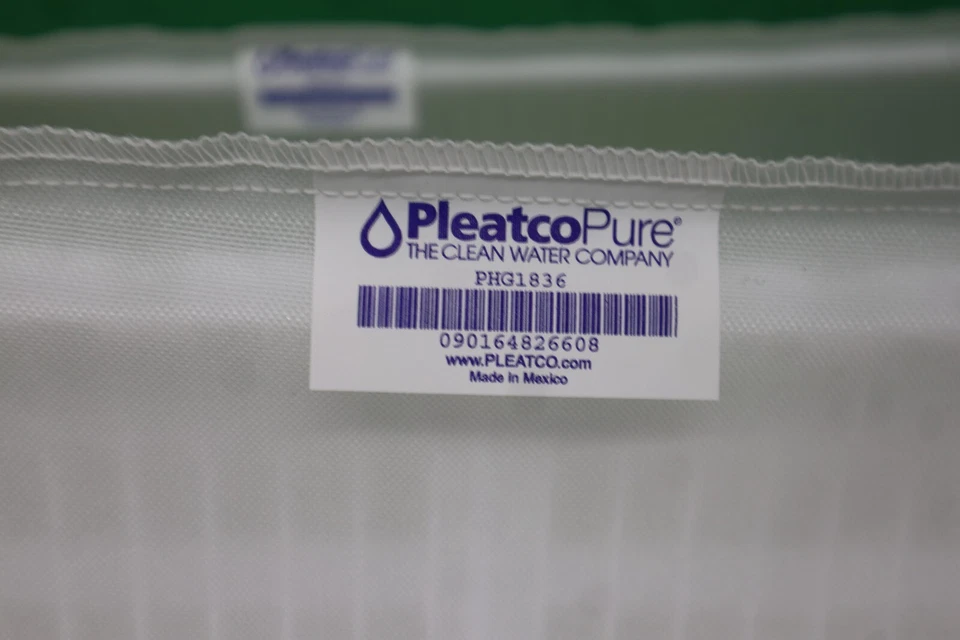 PleatcoPure®
THE CLEAN WATER COMPANY
PHG1836
090164826608
www.PLEATCO.com
Made in Mexico